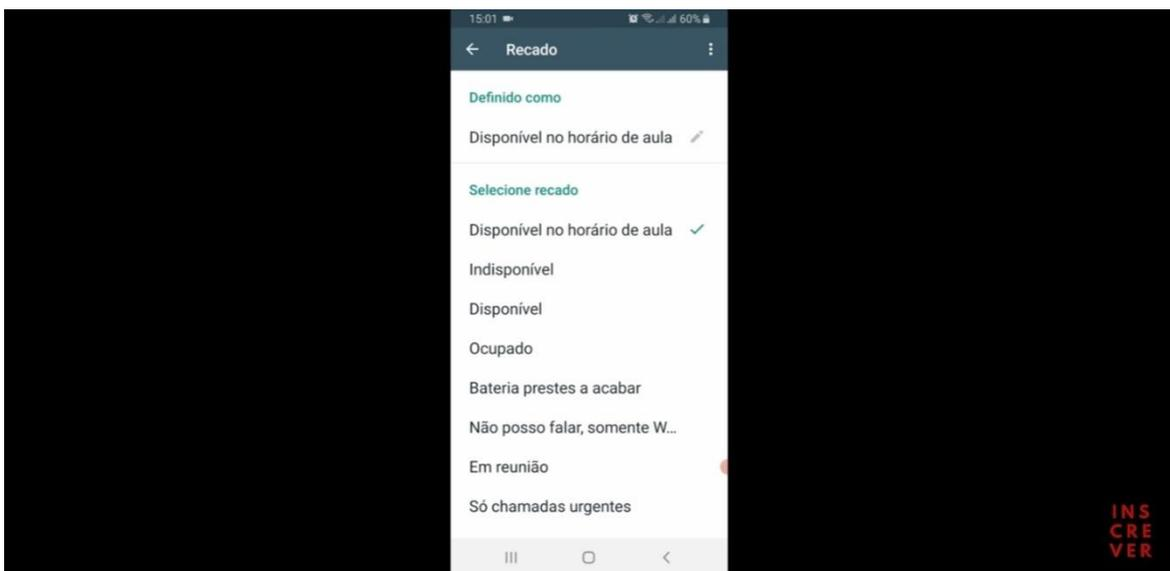 15:01 60%
Recado
Definido como
Disponível no horário de aula
Selecione recado
Disponível no horário de aula
Indisponível
Disponível
Ocupado
Bateria prestes a acabar
Não posso falar, somente W...
Em reunião
Só chamadas urgentes
INS
CRE
VER